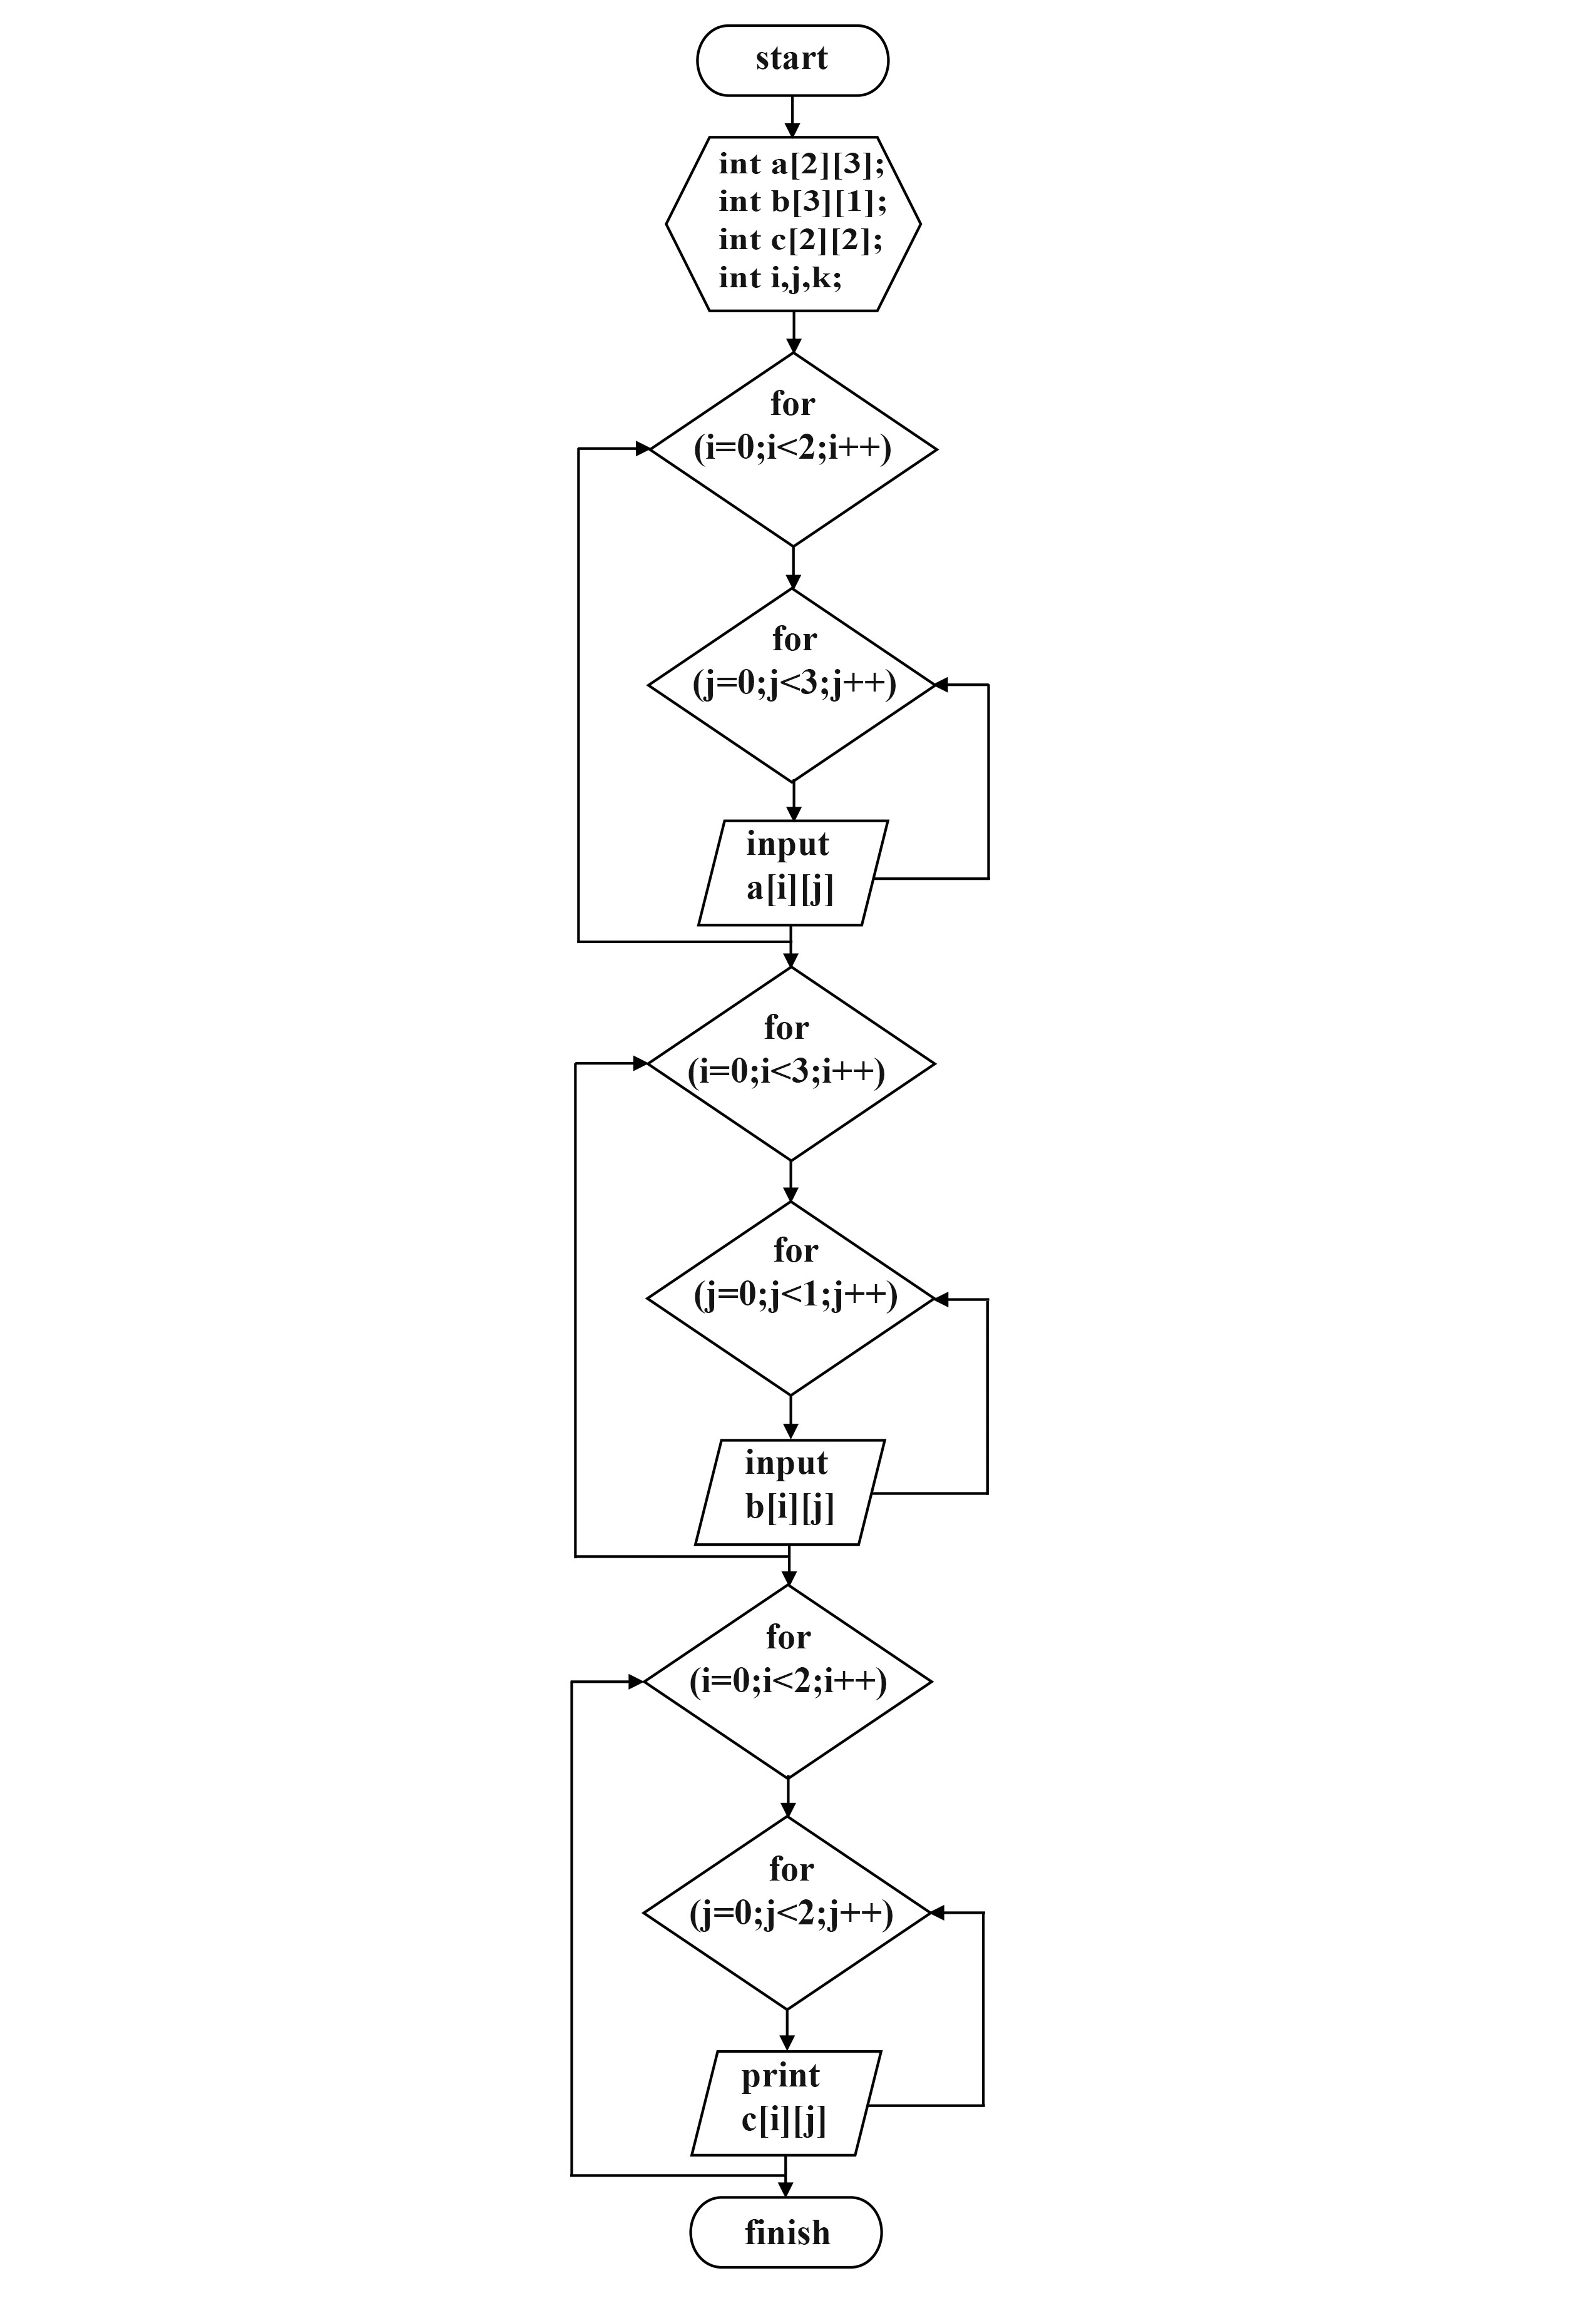 start
int a[2][3];
int b[3][1];
int c[2][2];
int i,j,k;
for
(i=0;i<2;i++)
for
(j=0;j<3;j++)
input
a[i][j]
for
(i=0;i<3;i++)
for
(j=0;j<1;j++)
input
b[i][j]
for
(i=0;i<2;i++)
for
(j=0;j<2;j++)
print
c[i][j]
finish